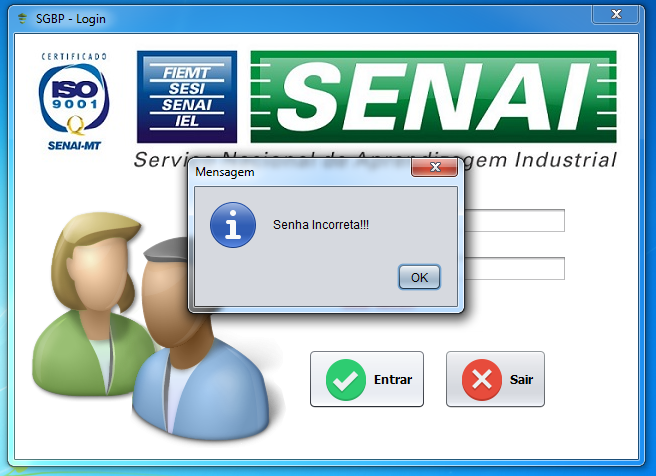 SGBP - Login
CERTIFICADO
ISO
9001
Q
SENAI-MT
FIEMT
SESI
SENAI
IEL
SENAI
Serviço Nacional de Aprendizagem Industrial
Mensagem
Senha Incorreta!!!
OK
Entrar
Sair